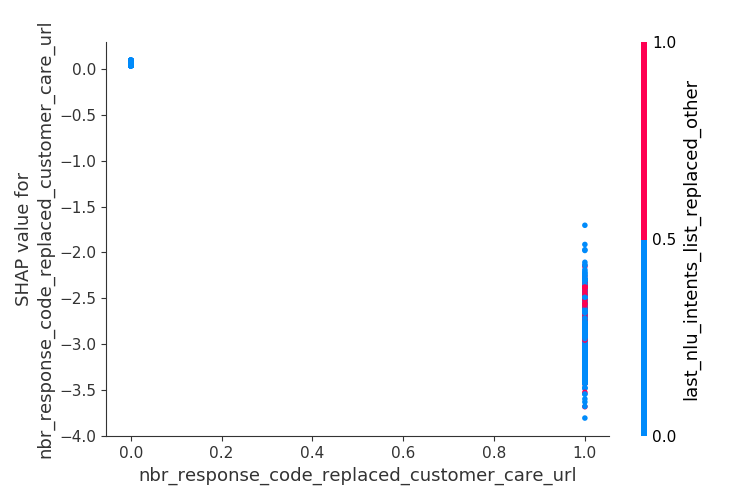 SHAP value for
nbr_response_code_replaced_customer_care_url
0.0
−0.5
−1.0
−1.5
−2.0
−2.5
−3.0
−3.5
−4.0
0.0 0.2 0.4 0.6 0.8 1.0
nbr_response_code_replaced_customer_care_url
1.0
0.5
0.0
last_nlu_intents_list_replaced_other